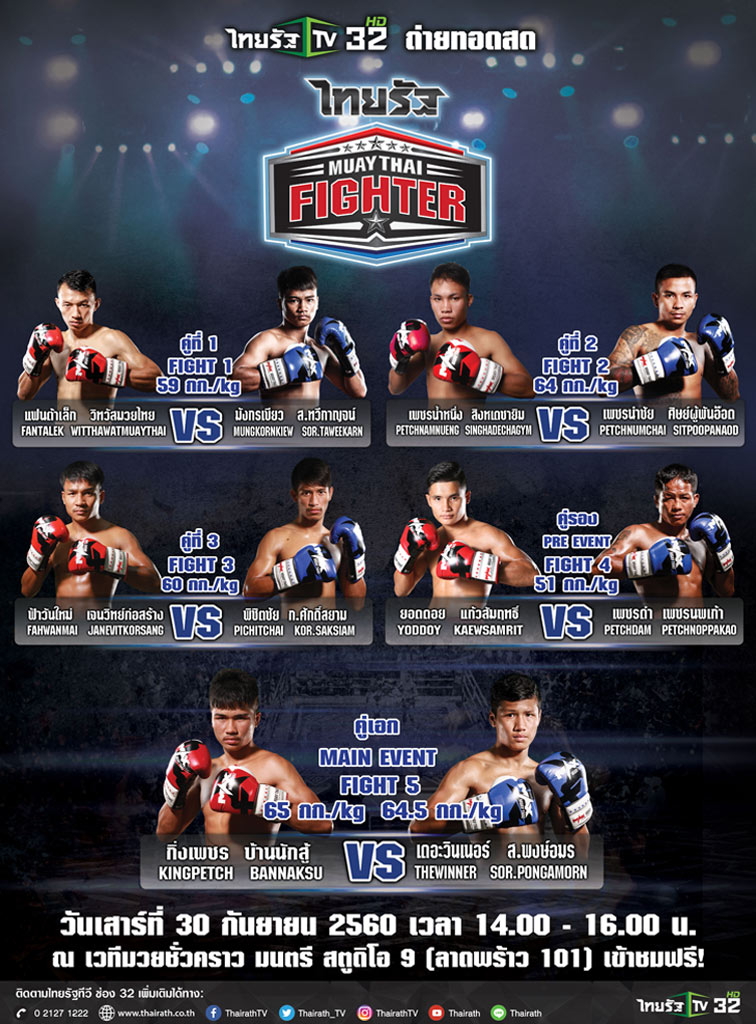 ไทยรัฐ TV HD 32 ถ่ายทอดสด
ไทยรัฐ
MUAY THAI
FIGHTER
คู่ที่ 1
FIGHT 1
59 กก./kg
แฟนต้าเล็ก วิทวัสมวยไทย VS มังกรเขียว ส.ทวีกาญจน์
FANTALEK WITTHAWATMUAYTHAI MUNGKORNKIEW SOR.TAWEEKARN
คู่ที่ 2
FIGHT 2
64 กก./kg
เพชรน้ำหนึ่ง สิงหเดชายิม VS เพชรนำชัย ศิษย์ผู้พันอ๊อด
PETCHNAMNUENG SINGHADECHAGYM PETCHNUMCHAI SITPOOPANAOD
คู่ที่ 3
FIGHT 3
60 กก./kg
ฟ้าวันใหม่ เจนวิทย์ก่อสร้าง VS พิชิตชัย ก.ศักดิ์สยาม
FAHWANMAI JANEVITKORSANG PICHITCHAI KOR.SAKSIAM
คู่รอง
PRE EVENT
FIGHT 4
51 กก./kg
ยอดดอย แก้วสัมฤทธิ์ VS เพชรดำ เพชรนพเก้า
YODDOY KAEWSAMRIT PETCHDAM PETCHNOPPAKAO
คู่เอก
MAIN EVENT
FIGHT 5
65 กก./kg 64.5 กก./kg
กิ่งเพชร บ้านนักสู้ VS เดอะวินเนอร์ ส.พงษ์อมร
KINGPETCH BANNAKSU THEWINNER SOR.PONGAMORN
วันเสาร์ที่ 30 กันยายน 2560 เวลา 14.00 - 16.00 น.
ณ เวทีมวยชั่วคราว มนตรี สตูดิโอ 9 (ลาดพร้าว 101) เข้าชมฟรี!
ติดตามไทยรัฐทีวี ช่อง 32 เพิ่มเติมได้ทาง:
0 2127 1222 www.thairath.co.th ThairathTV Thairath_TV ThairathTV Thairath Thairath
ไทยรัฐ TV HD 32